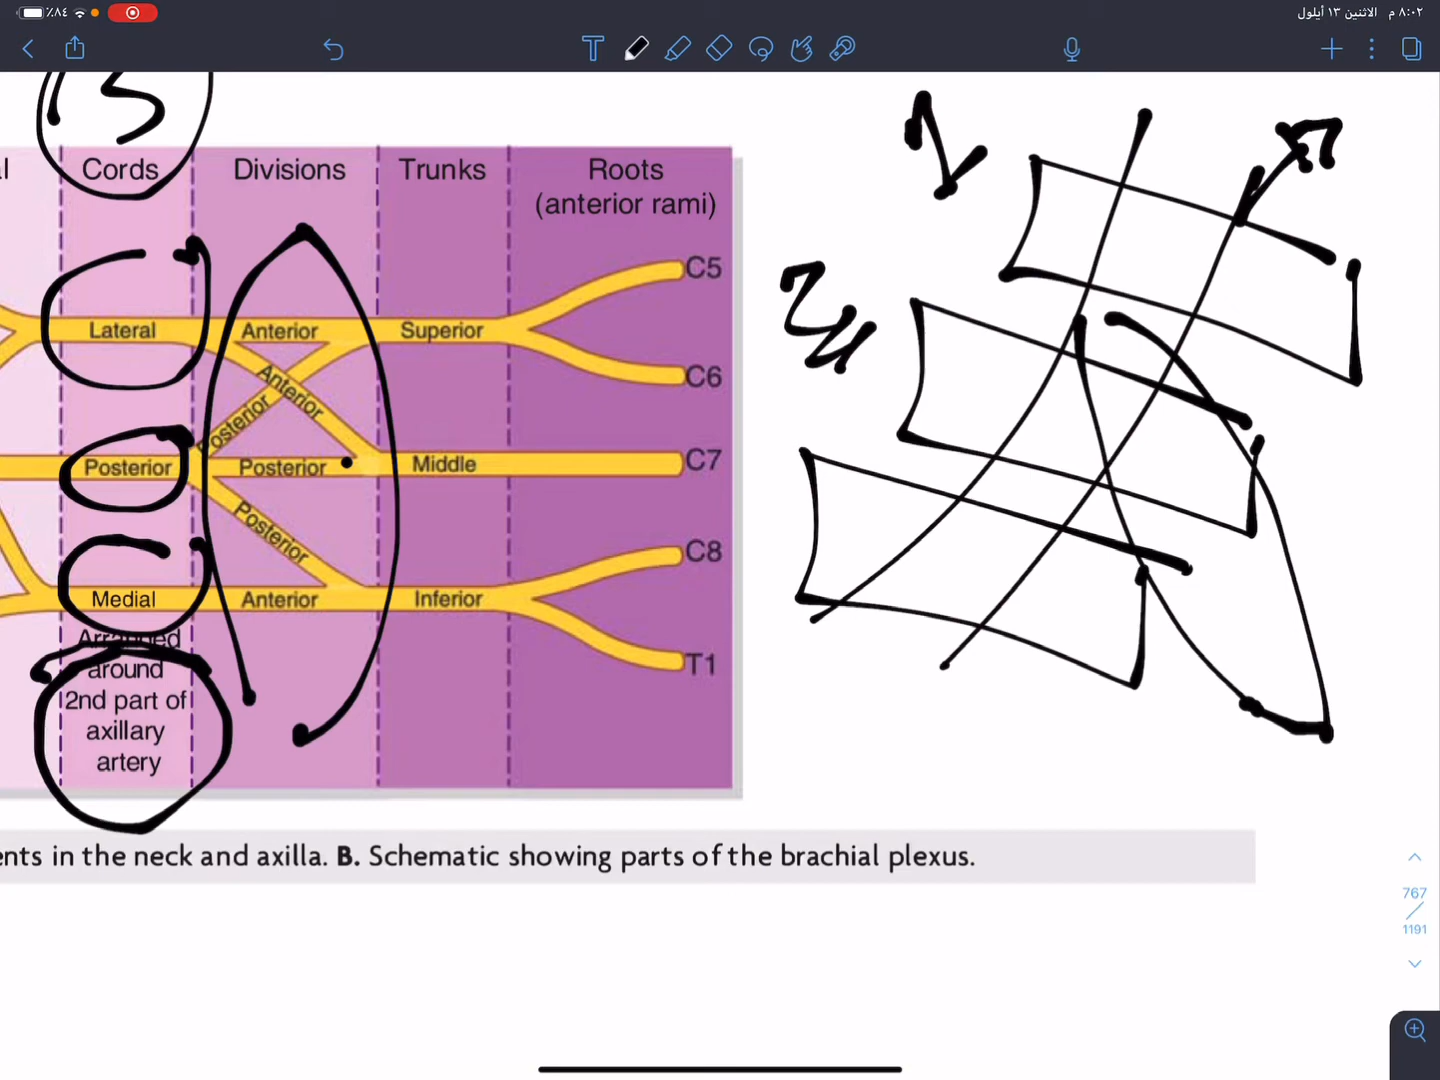 ٨:٠٢ م الاثنين ١٣ أيلول
٪٨٤
T
5
Cords Divisions Trunks Roots
(anterior rami)
C5
Lateral Anterior Superior
Anterior
C6
Posterior
Posterior Posterior Middle C7
Posterior
C8
Medial Anterior Inferior
Arranged
around
2nd part of
axillary
artery
T1
ents in the neck and axilla. B. Schematic showing parts of the brachial plexus.
767
1191